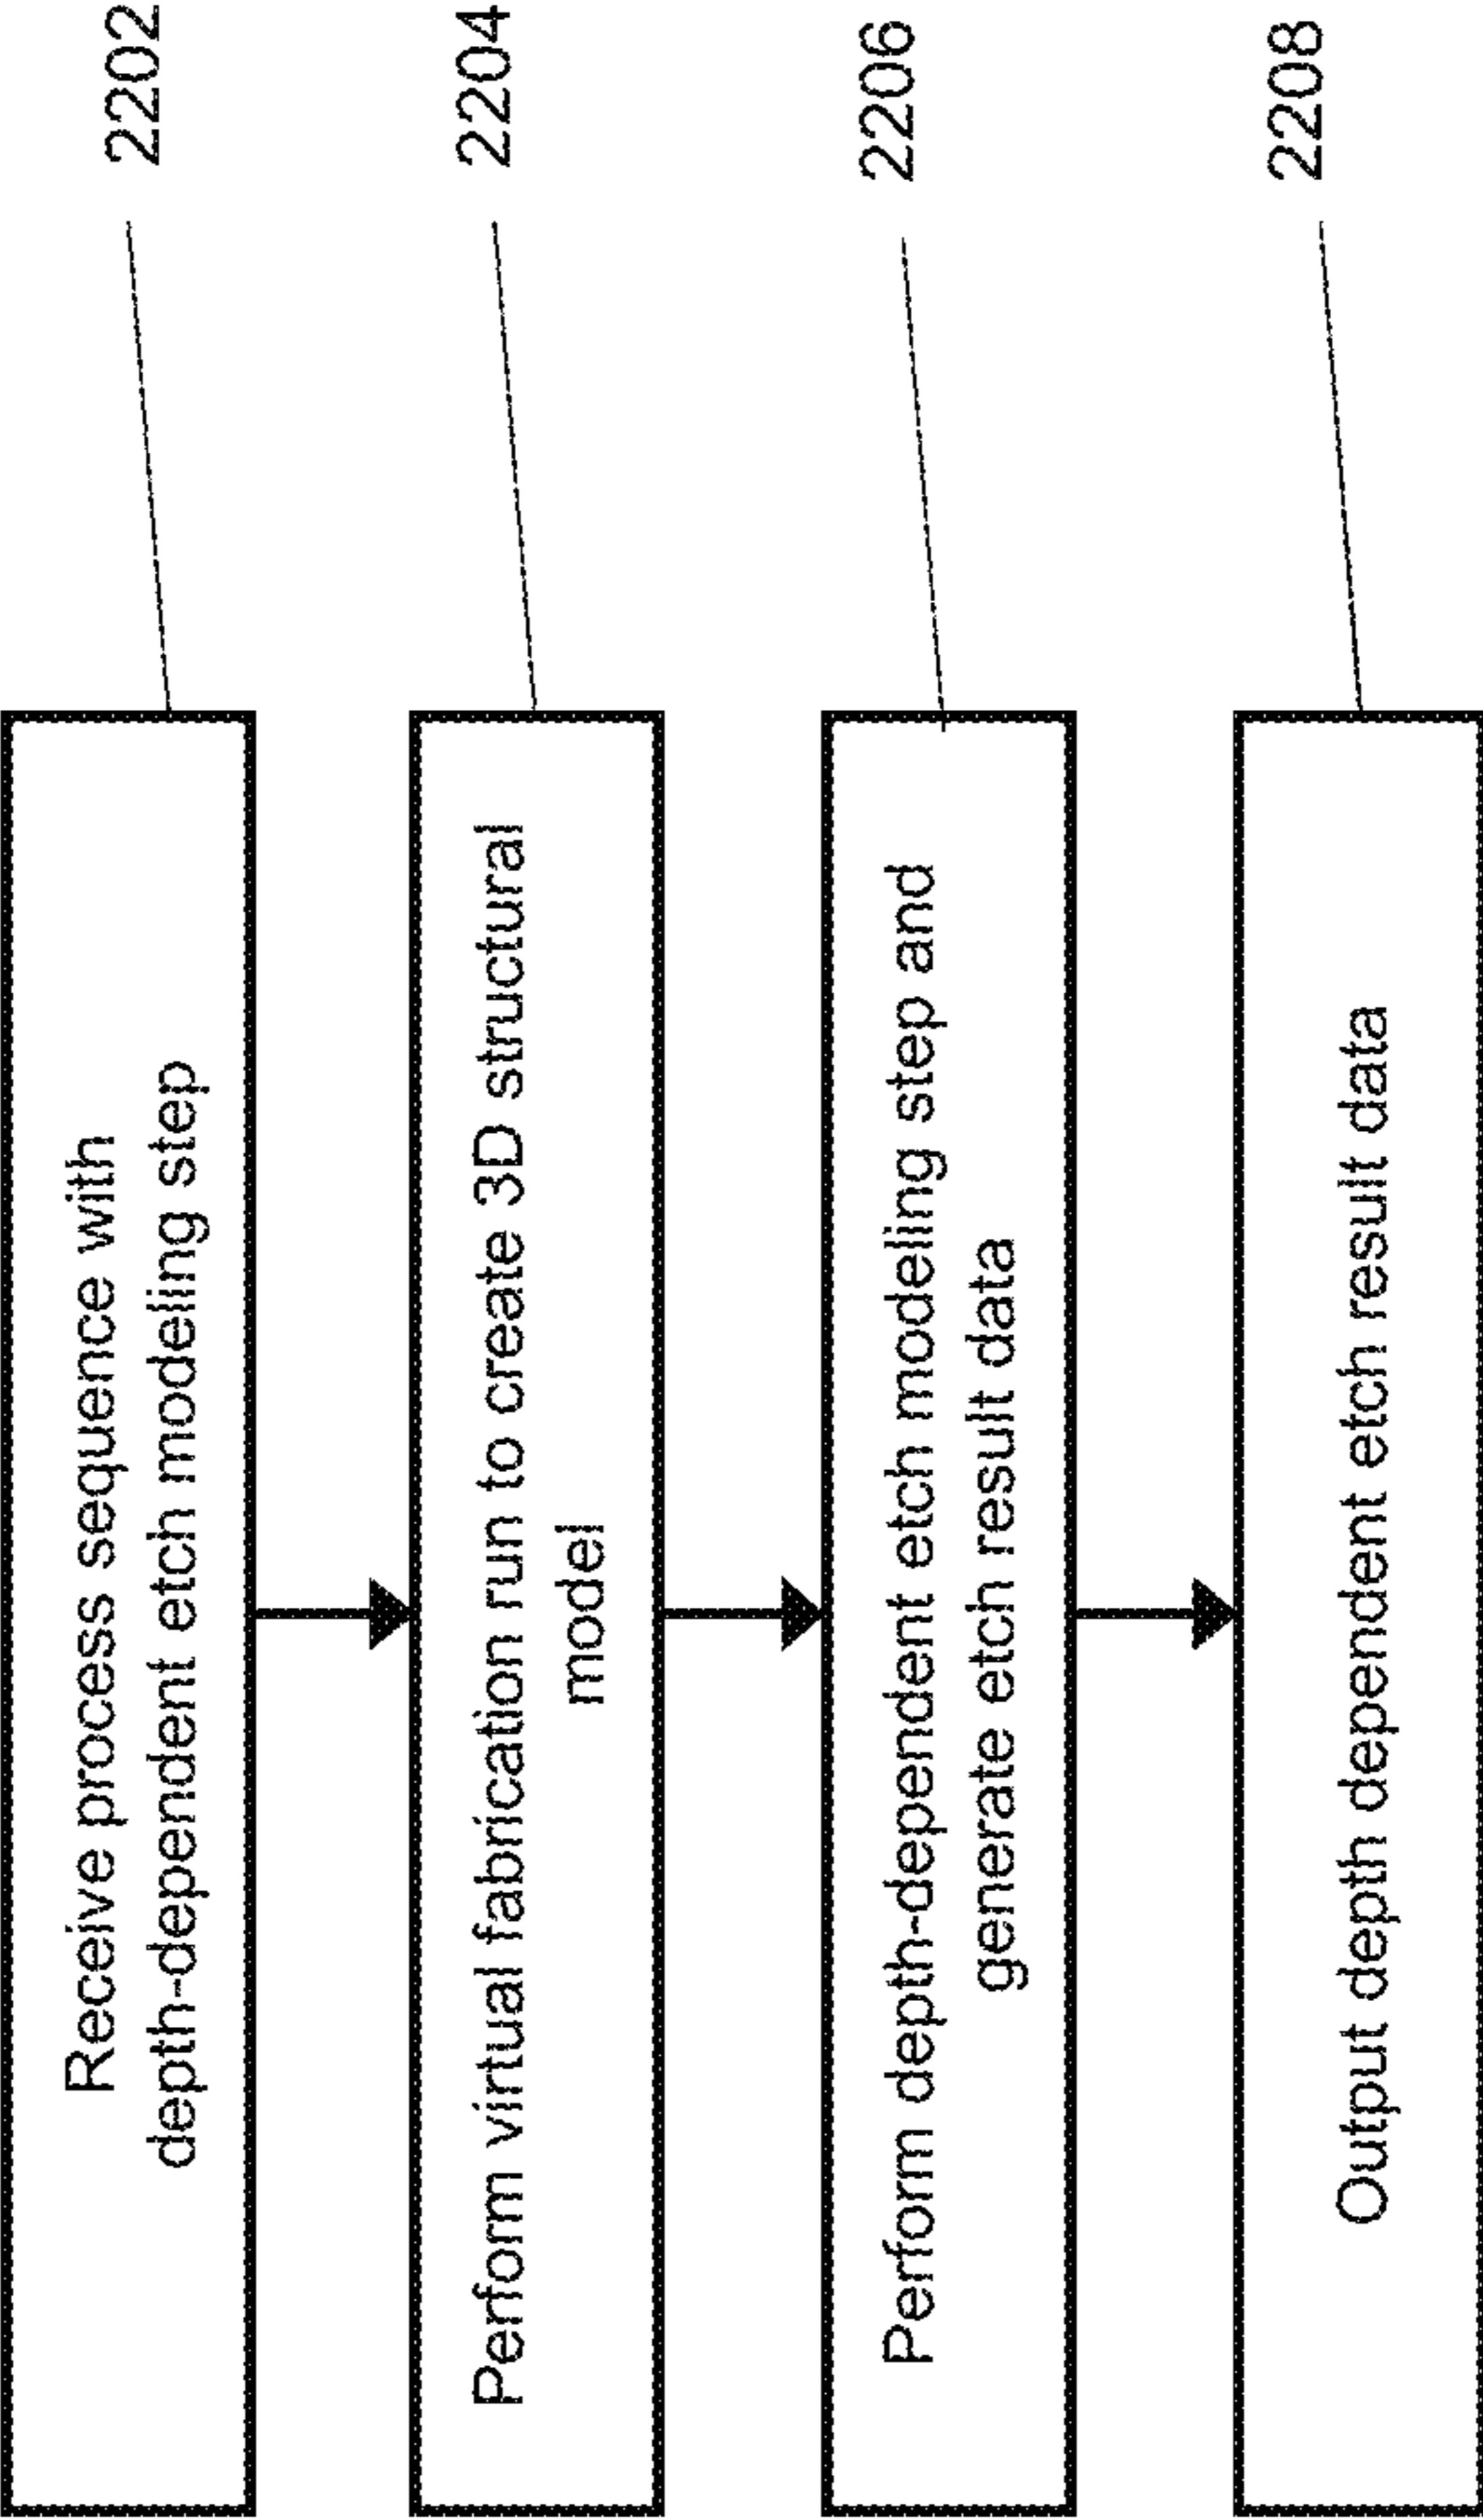 Receive process sequence with
depth-dependent etch modeling step
2202
Perform virtual fabrication run to create 3D structural
model
2204
Perform depth-dependent etch modeling step and
generate etch result data
2206
Output depth dependent etch result data
2208